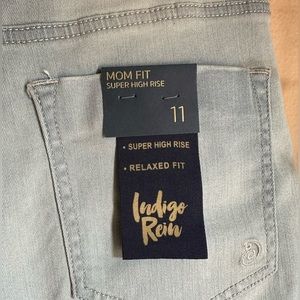 MOM FIT
SUPER HIGH RISE
11
• SUPER HIGH RISE
• RELAXED FIT
Indigo
Rein